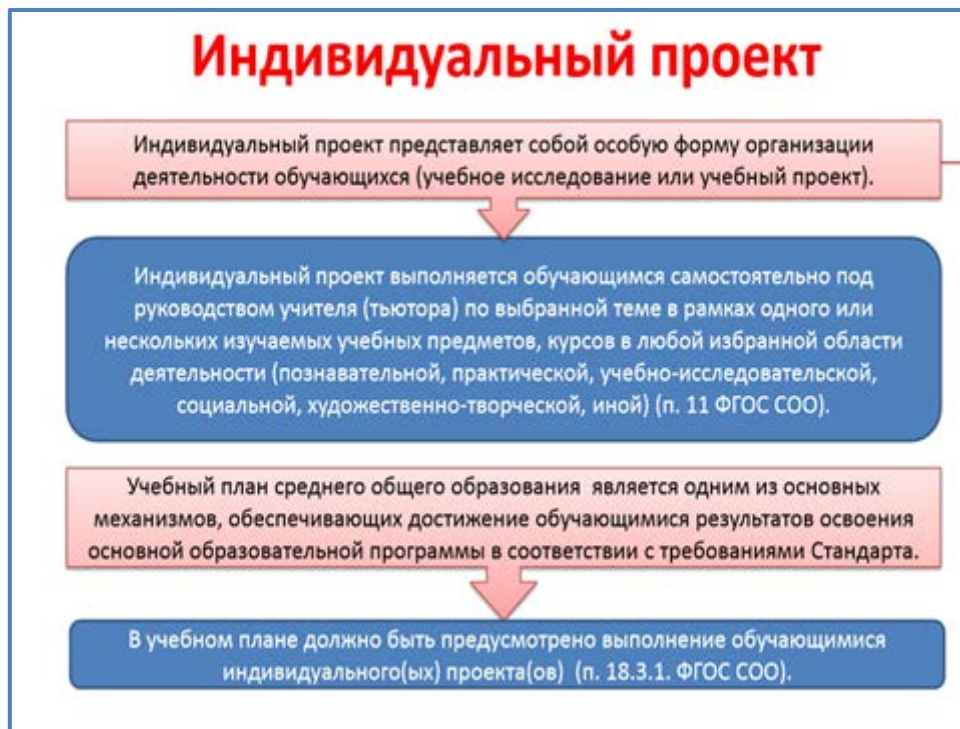 Индивидуальный проект
Индивидуальный проект представляет собой особую форму организации
деятельности обучающихся (учебное исследование или учебный проект).
Индивидуальный проект выполняется обучающимся самостоятельно под
руководством учителя (тьютора) по выбранной теме в рамках одного или
нескольких изучаемых учебных предметов, курсов в любой избранной области
деятельности (познавательной, практической, учебно-исследовательской,
социальной, художественно-творческой, иной) (п. 11 ФГОС СОО).
Учебный план среднего общего образования является одним из основных
механизмов, обеспечивающих достижение обучающимися результатов освоения
основной образовательной программы в соответствии с требованиями Стандарта.
В учебном плане должно быть предусмотрено выполнение обучающимися
индивидуального(ых) проекта(ов) (п. 18.3.1. ФГОС СОО).